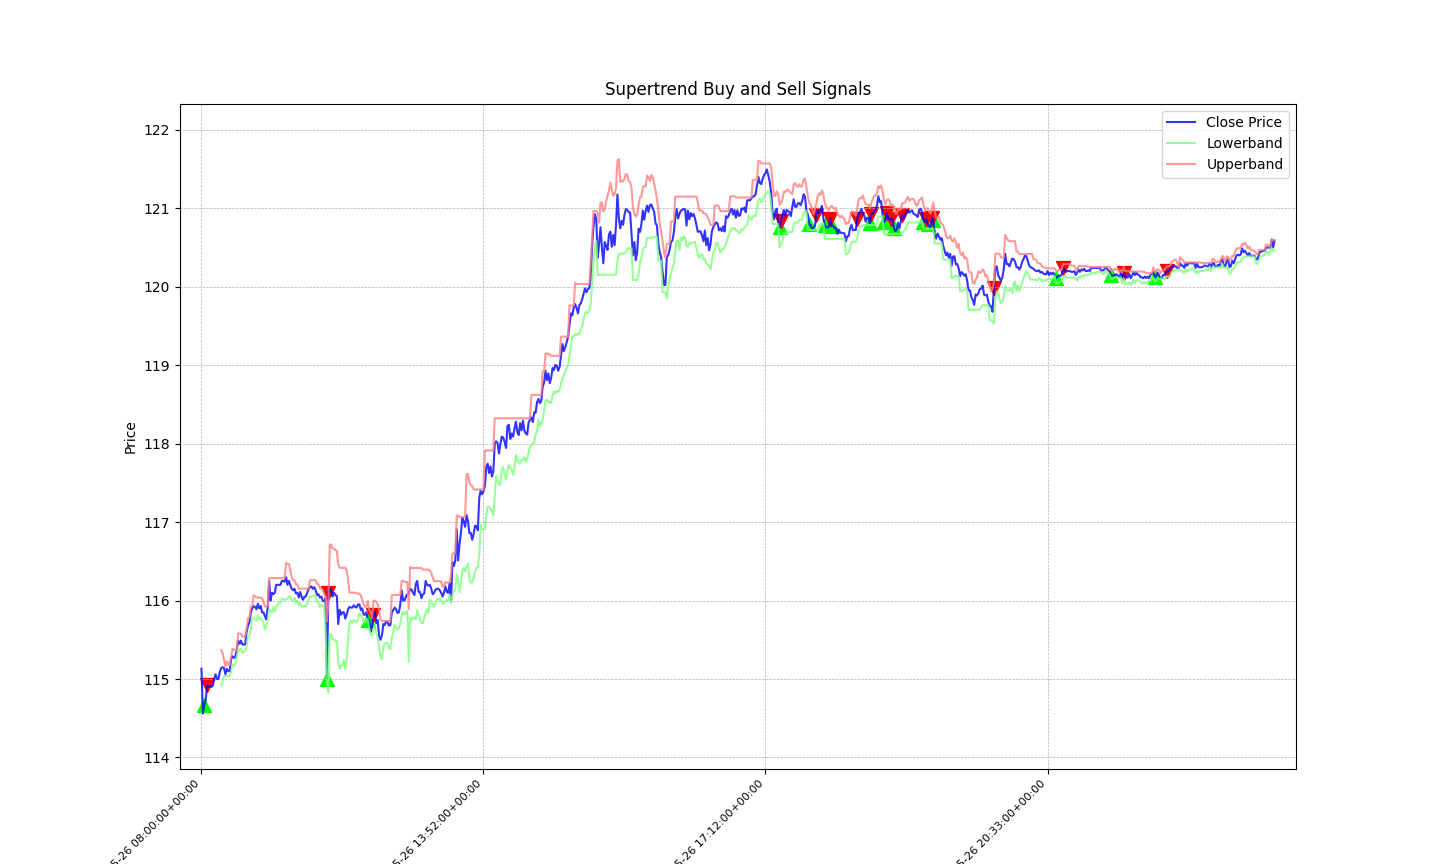 Supertrend Buy and Sell Signals
Close Price
Lowerband
Upperband
Price
122
121
120
119
118
117
116
115
114
5-26 08:00:00+00:00
5-26 13:52:00+00:00
5-26 17:12:00+00:00
5-26 20:33:00+00:00